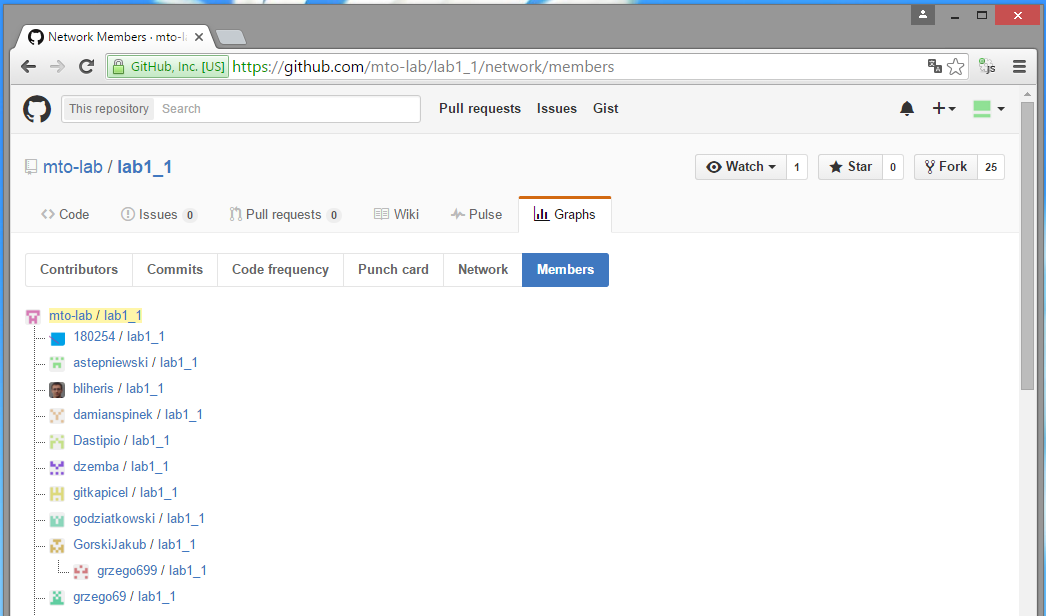 Network Members · mto-l
GitHub, Inc. [US] https://github.com/mto-lab/lab1_1/network/members
js
This repository Search Pull requests Issues Gist
mto-lab / lab1_1
Watch 1 Star 0 Fork 25
Code Issues 0 Pull requests 0 Wiki Pulse Graphs
Contributors Commits Code frequency Punch card Network Members
mto-lab / lab1_1
180254 / lab1_1
astepniewski / lab1_1
bliheris / lab1_1
damianspinek / lab1_1
Dastipio / lab1_1
dzemba / lab1_1
gitkapicel / lab1_1
godziatkowski / lab1_1
GorskiJakub / lab1_1
grzego699 / lab1_1
grzego69 / lab1_1